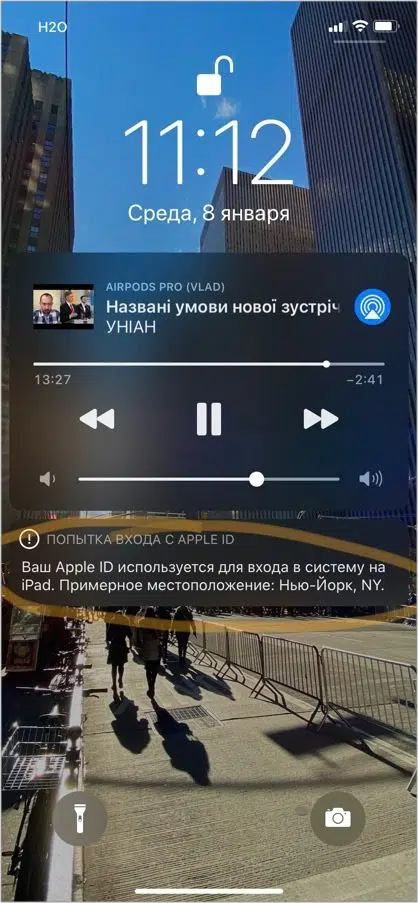 H2O
11:12
Среда, 8 января
AIRPODS PRO (VLAD)
Названі умови нової зустріч
УНІАН
13:27
−2:41
ПОПЫТКА ВХОДА С APPLE ID
Ваш Apple ID используется для входа в систему на
iPad. Примерное местоположение: Нью-Йорк, NY.